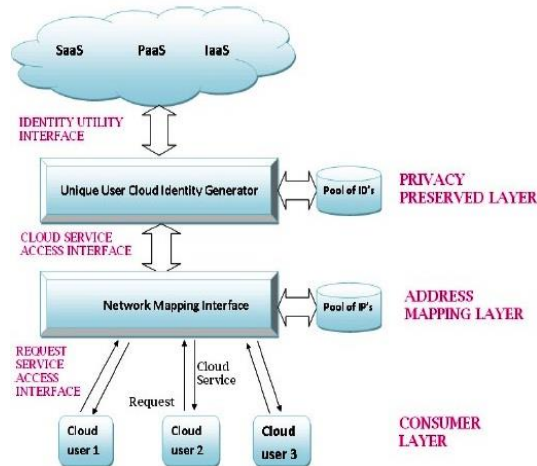 SaaS PaaS IaaS
IDENTITY UTILITY
INTERFACE
Unique User Cloud Identity Generator
Pool of ID's
PRIVACY
PRESERVED LAYER
CLOUD SERVICE
ACCESS INTERFACE
Network Mapping Interface
Pool of IP's
ADDRESS
MAPPING LAYER
REQUEST
SERVICE
ACCESS
INTERFACE
Cloud
Service
Request
Cloud
user 1
Cloud
user 2
Cloud
user 3
CONSUMER
LAYER